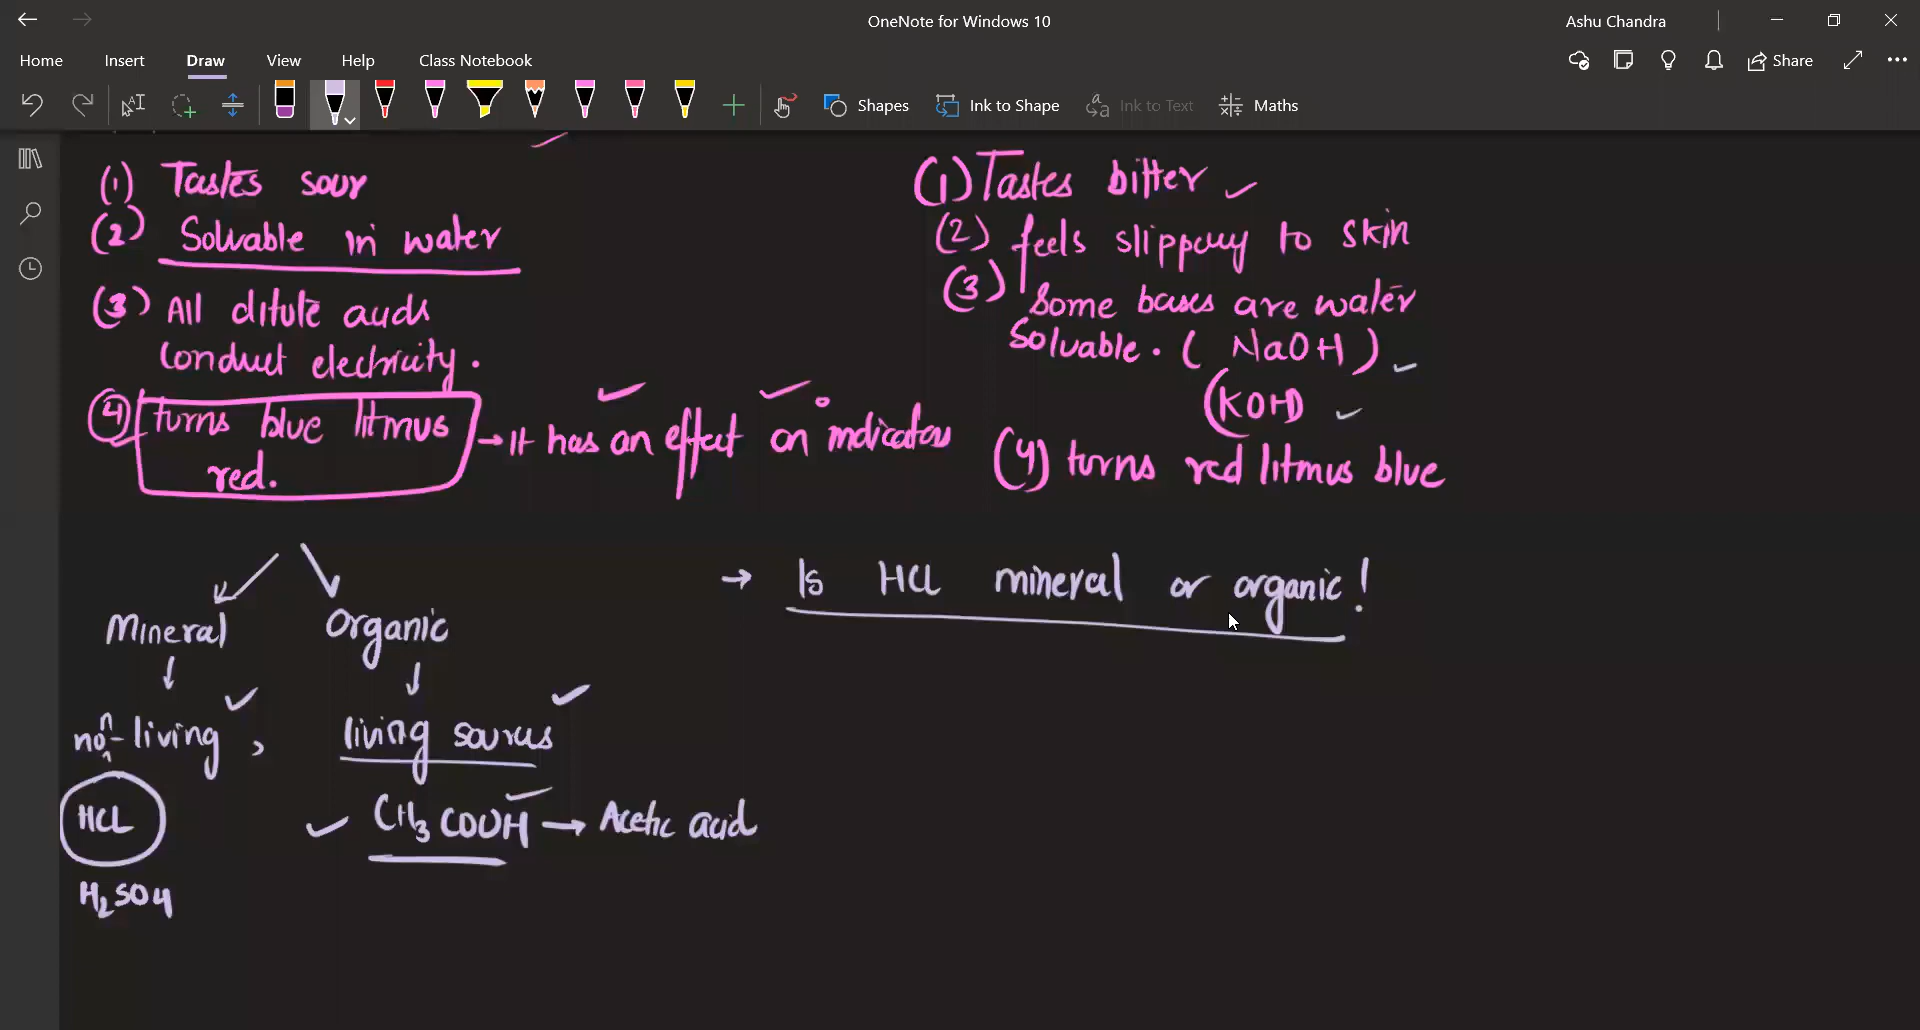 OneNote for Windows 10
Ashu Chandra
Home Insert Draw View Help Class Notebook
Share
Shapes Ink to Shape Ink to Text Maths
(1) Tastes sour
(2) Solvable in water
(3) All ditute acids
conduct electricity.
(4) turns blue litmus
red.
→ It has an effect on indicators
(1) Tastes bitter ✓
(2) feels slippery to skin
(3) Some bases are water
Soluable. ( NaOH ) ✓
(KOH) ✓
(4) turns red litmus blue
Mineral
↓
non-living ✓ ,
HCL
H2SO4
Organic
↓
living sources ✓
✓ CH3COOH → Acetic acid
→ Is HCl mineral or organic!